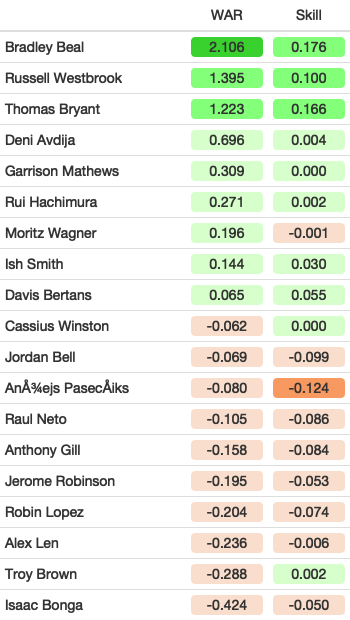 WAR Skill
Bradley Beal 2.106 0.176
Russell Westbrook 1.395 0.100
Thomas Bryant 1.223 0.166
Deni Avdija 0.696 0.004
Garrison Mathews 0.309 0.000
Rui Hachimura 0.271 0.002
Moritz Wagner 0.196 -0.001
Ish Smith 0.144 0.030
Davis Bertans 0.065 0.055
Cassius Winston -0.062 0.000
Jordan Bell -0.069 -0.099
AnÅ¾ejs PasecÅiks -0.080 -0.124
Raul Neto -0.105 -0.086
Anthony Gill -0.158 -0.084
Jerome Robinson -0.195 -0.053
Robin Lopez -0.204 -0.074
Alex Len -0.236 -0.006
Troy Brown -0.288 0.002
Isaac Bonga -0.424 -0.050